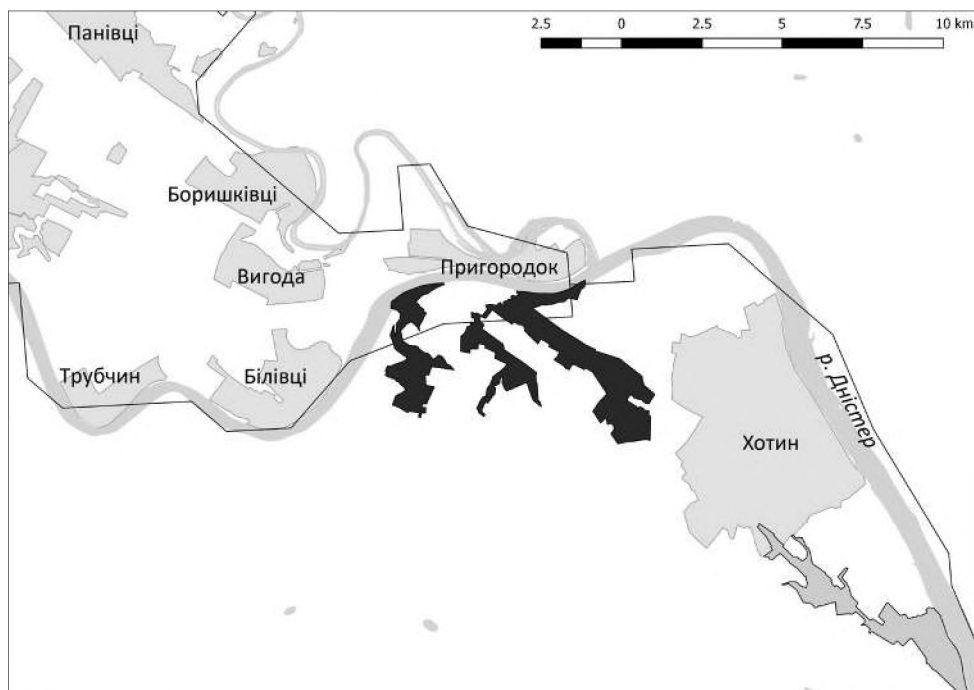 Панівці
2.5 0 2.5 5 7.5 10 km
Боришківці
Вигода
Пригородок
Трубчин
Білівці
р. Дністер
Хотин